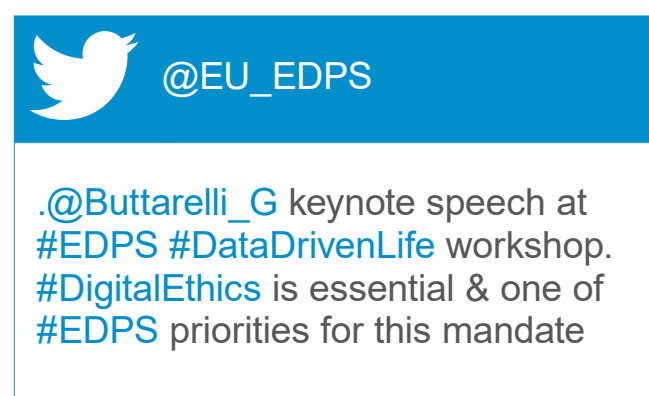 @EU_EDPS
.@Buttarelli_G keynote speech at
#EDPS #DataDrivenLife workshop.
#DigitalEthics is essential & one of
#EDPS priorities for this mandate